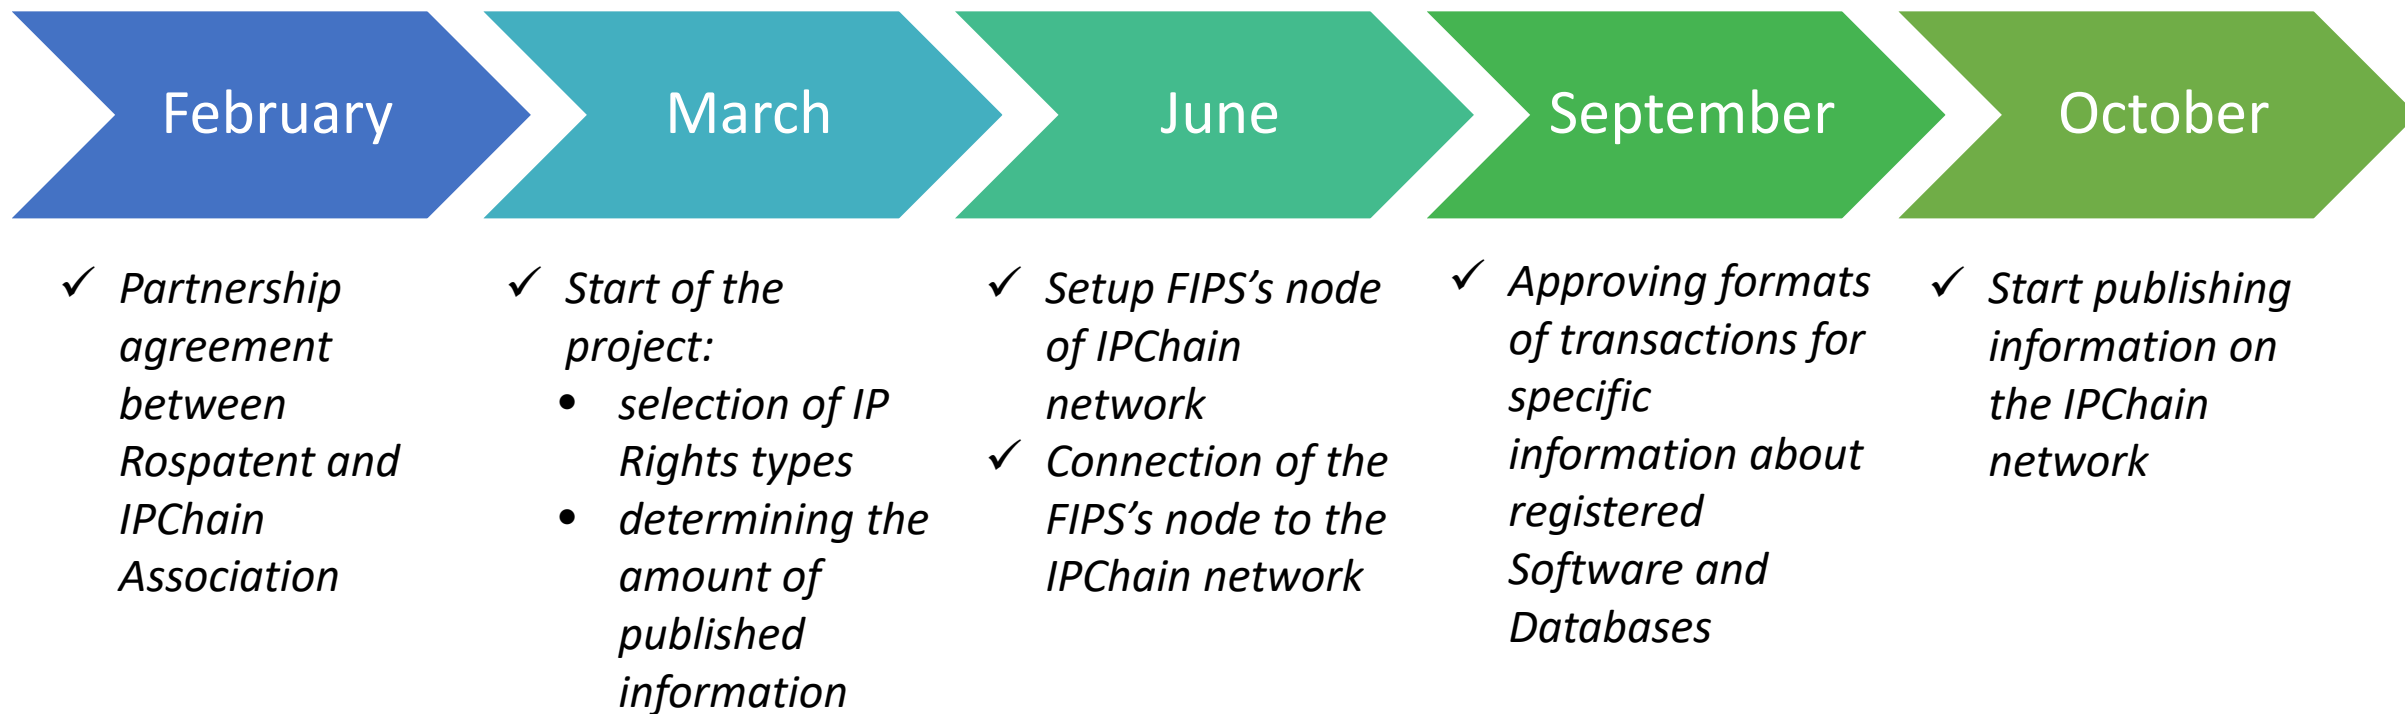 February
March
June
September
October
✓ Partnership
agreement
between
Rospatent and
IPChain
Association
✓ Start of the
project:
• selection of IP
Rights types
• determining the
amount of
published
information
✓ Setup FIPS’s node
of IPChain
network
✓ Connection of the
FIPS’s node to the
IPChain network
✓ Approving formats
of transactions for
specific
information about
registered
Software and
Databases
✓ Start publishing
information on
the IPChain
network